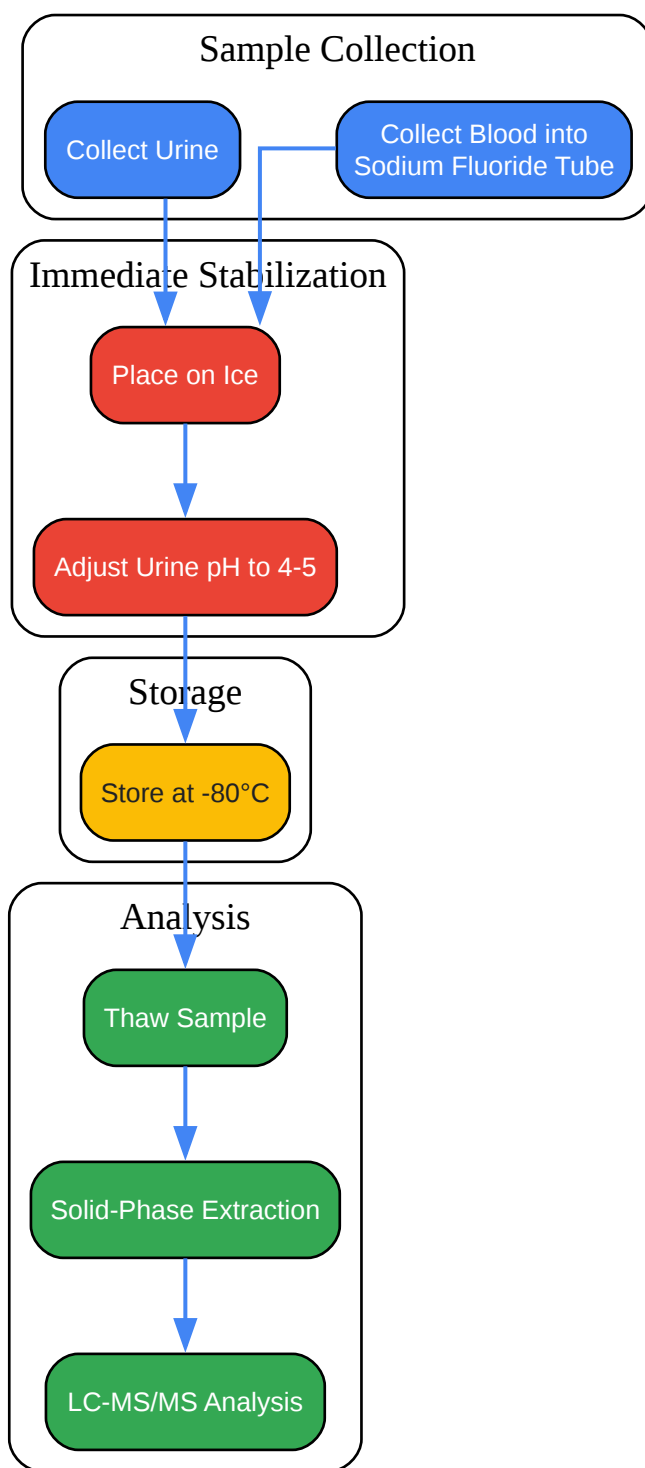 Sample Collection
Collect Urine
Collect Blood into
Sodium Fluoride Tube
Immediate Stabilization
Place on Ice
Adjust Urine pH to 4-5
Storage
Store at -80°C
Analysis
Thaw Sample
Solid-Phase Extraction
LC-MS/MS Analysis